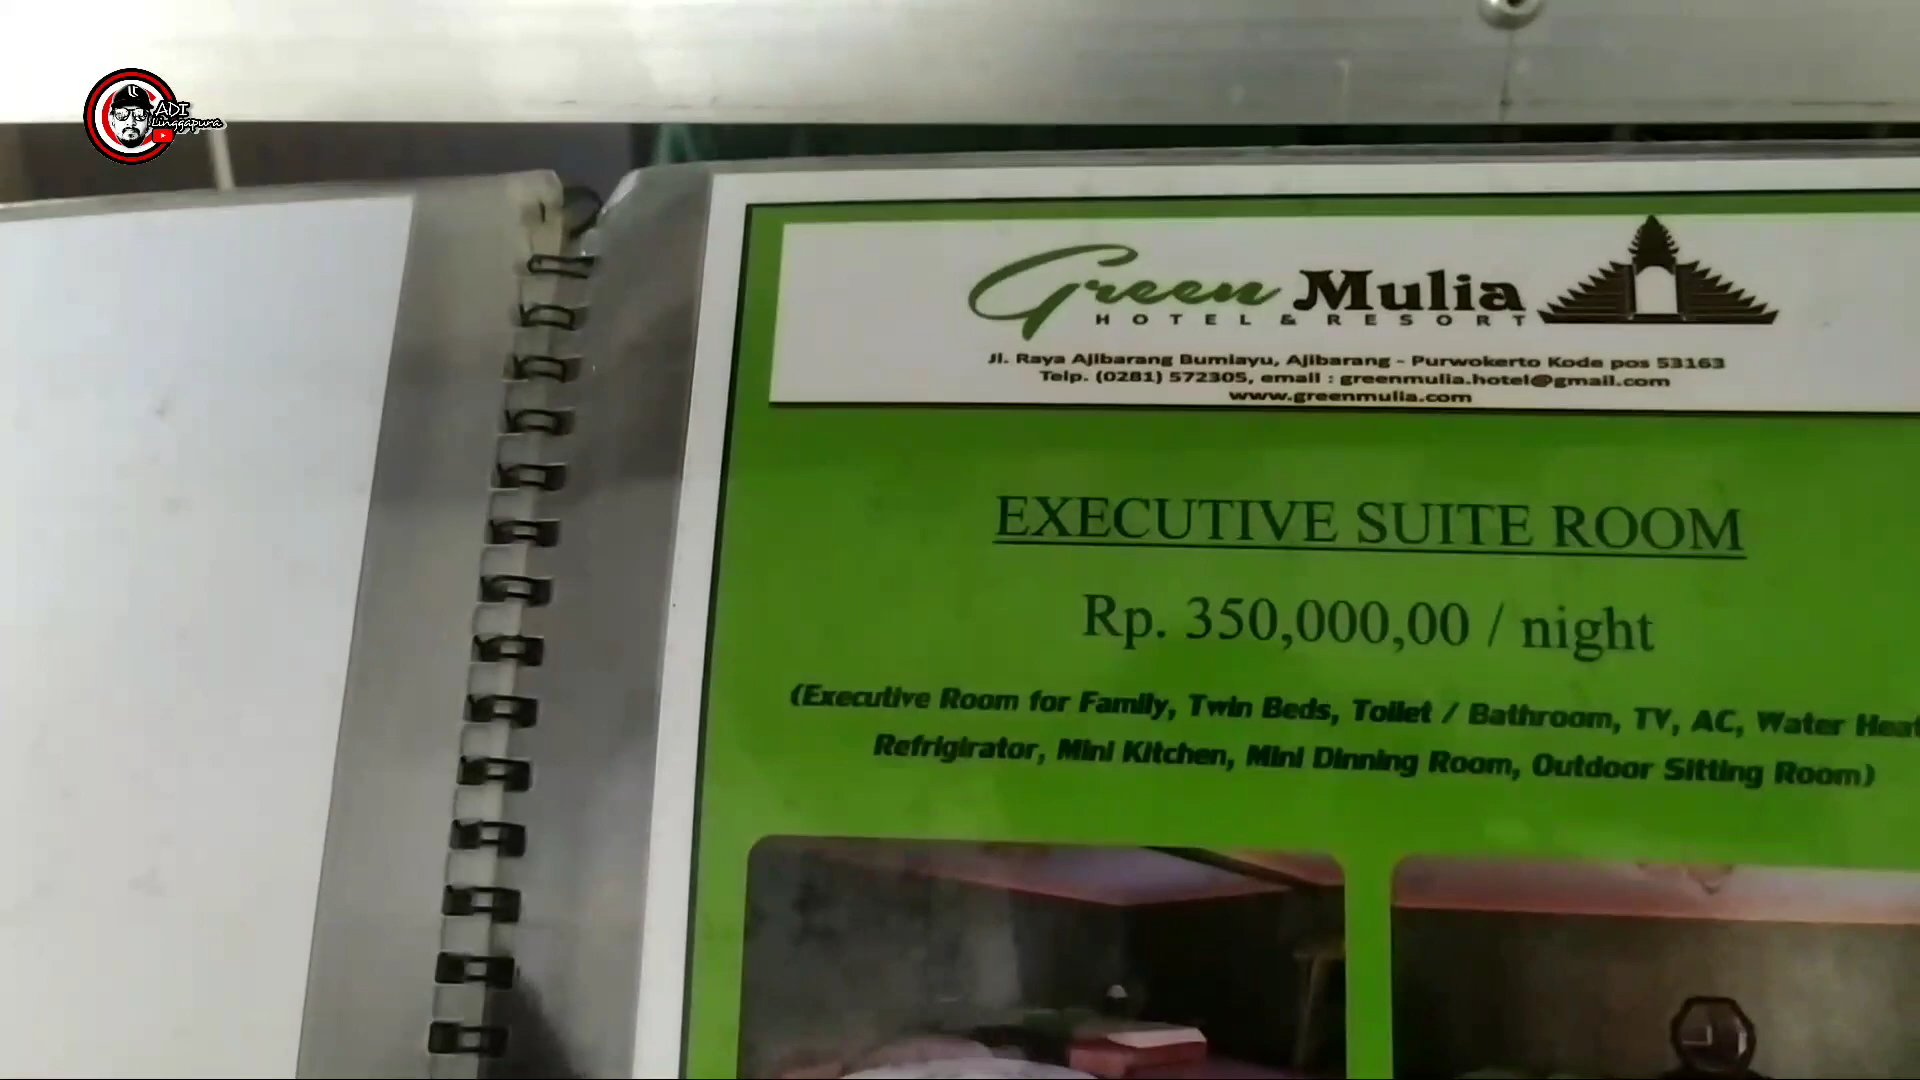 ADI
Linggapura
Green Mulia
HOTEL & RESORT
Jl. Raya Ajibarang Bumiayu, Ajibarang - Purwokerto Kode pos 53163
Telp. (0281) 572305, email : greenmulia.hotel@gmail.com
www.greenmulia.com
EXECUTIVE SUITE ROOM
Rp. 350,000,00 / night
(Executive Room for Family, Twin Beds, Toilet / Bathroom, TV, AC, Water Heat
Refrigirator, Mini Kitchen, Mini Dinning Room, Outdoor Sitting Room)